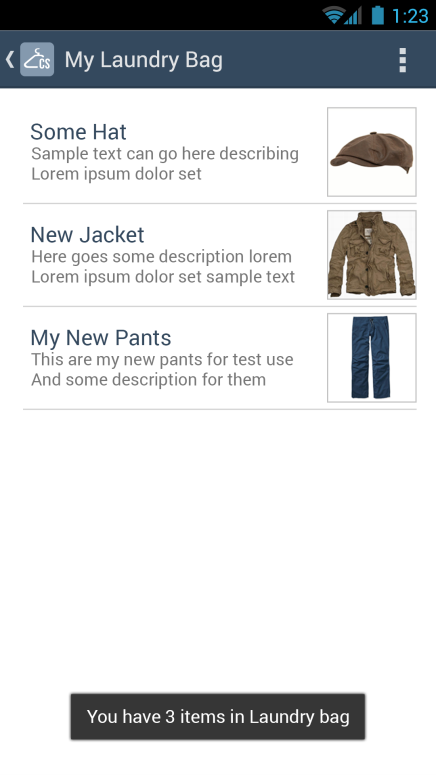 1:23
CS
My Laundry Bag
Some Hat
Sample text can go here describing
Lorem ipsum dolor set
New Jacket
Here goes some description lorem
Lorem ipsum dolor set sample text
My New Pants
This are my new pants for test use
And some description for them
You have 3 items in Laundry bag